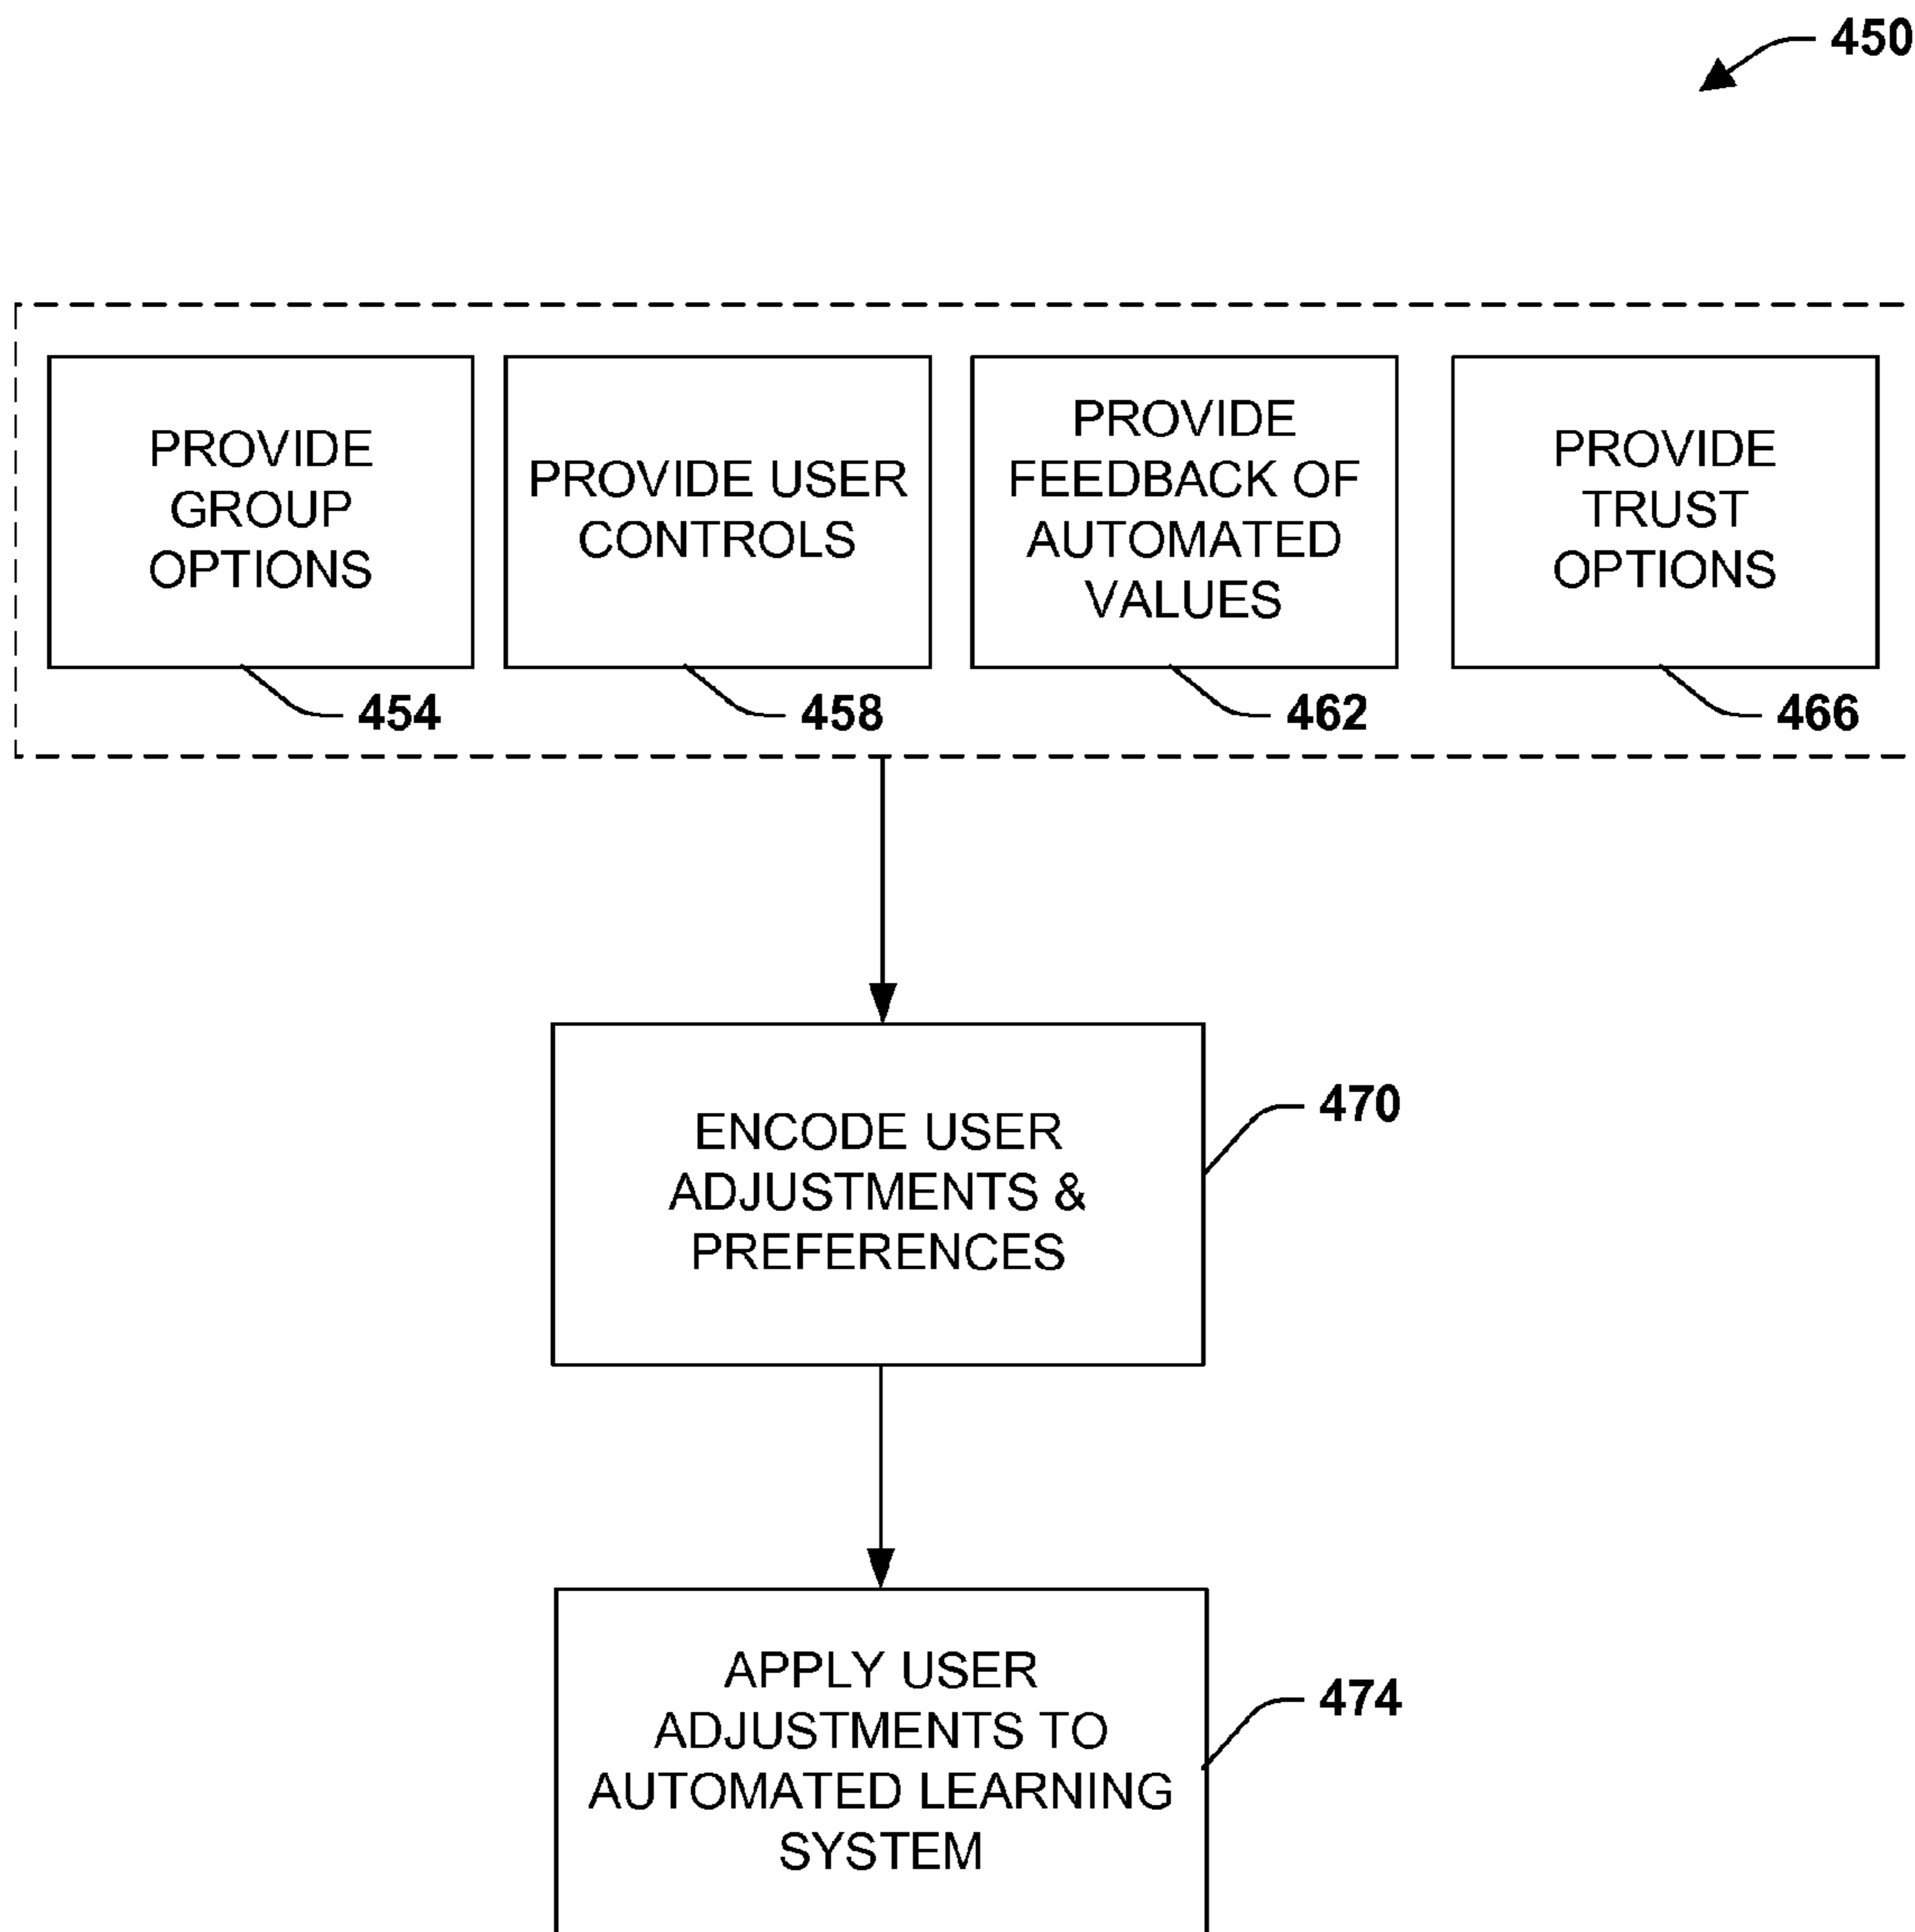 450
PROVIDE
GROUP
OPTIONS
454
PROVIDE USER
CONTROLS
458
PROVIDE
FEEDBACK OF
AUTOMATED
VALUES
462
PROVIDE
TRUST
OPTIONS
466
ENCODE USER
ADJUSTMENTS &
PREFERENCES
470
APPLY USER
ADJUSTMENTS TO
AUTOMATED LEARNING
SYSTEM
474